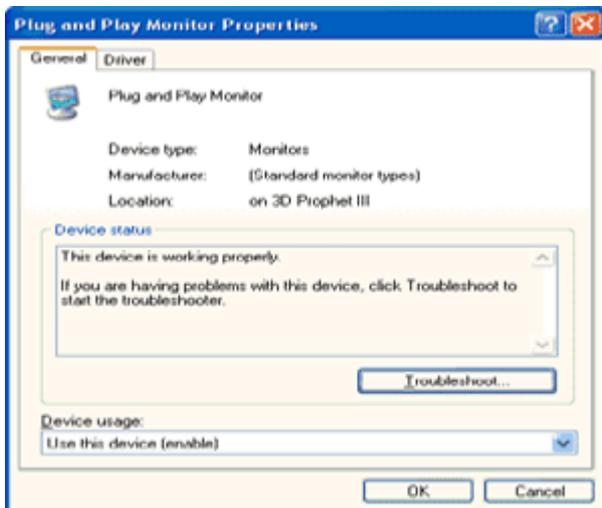 Plug and Play Monitor Properties
General Driver
Plug and Play Monitor
Device type: Monitors
Manufacturer: (Standard monitor types)
Location: on 3D Prophet III
Device status
This device is working properly.
If you are having problems with this device, click Troubleshoot to
start the troubleshooter.
Troubleshoot...
Device usage:
Use this device (enable)
OK Cancel